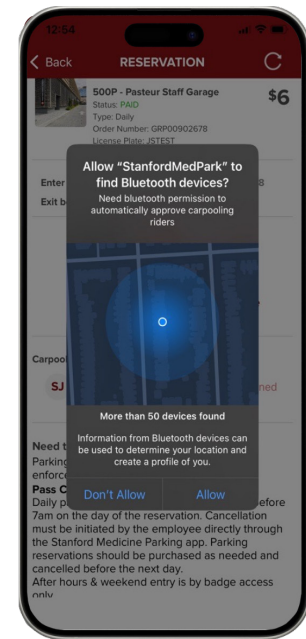 12:54
Back
RESERVATION
500P - Pasteur Staff Garage
$6
Status: PAID
Type: Daily
Order Number: GRP00902678
License Plate: JSTEST
Allow “StanfordMedPark” to
find Bluetooth devices?
Need bluetooth permission to
automatically approve carpooling
riders
Enter
8
Exit b
Carpool
SJ
ned
More than 50 devices found
Information from Bluetooth devices can
be used to determine your location and
create a profile of you.
Don't Allow
Allow
Need t
Parking
enforce
Pass C
Daily p
efore
7am on the day of the reservation. Cancellation
must be initiated by the employee directly through
the Stanford Medicine Parking app. Parking
reservations should be purchased as needed and
cancelled before the next day.
After hours & weekend entry is by badge access
only